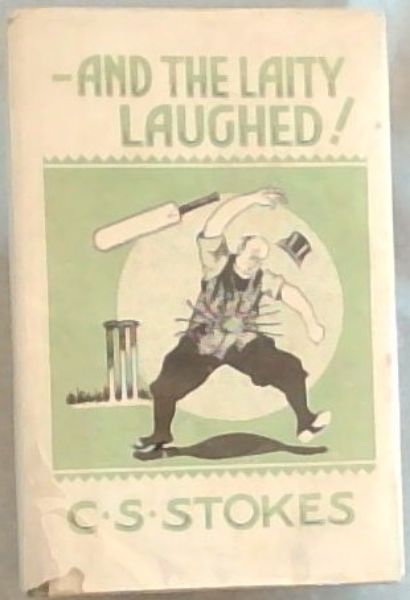 –AND THE LAITY
LAUGHED!
C·S·STOKES